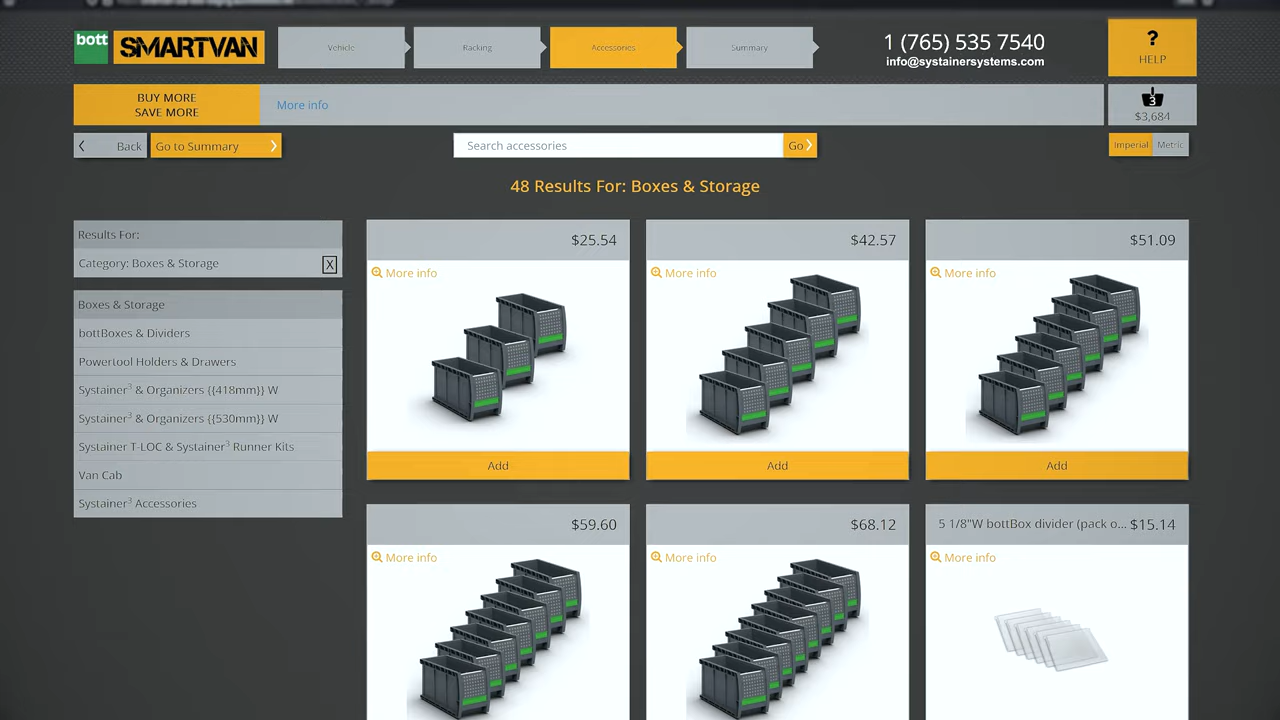 bott
SMARTVAN
Vehicle
Racking
Accessories
Summary
1 (765) 535 7540
info@systainersystems.com
?
HELP
BUY MORE
SAVE MORE
More info
3
$3,684
Back
Go to Summary
Search accessories
Go
Imperial
Metric
48 Results For: Boxes & Storage
Results For:
Category: Boxes & Storage
X
Boxes & Storage
bottBoxes & Dividers
Powertool Holders & Drawers
Systainer³ & Organizers {{418mm}} W
Systainer³ & Organizers {{530mm}} W
Systainer T-LOC & Systainer³ Runner Kits
Van Cab
Systainer³ Accessories
$25.54
More info
Add
$42.57
More info
Add
$51.09
More info
Add
$59.60
More info
$68.12
More info
5 1/8"W bottBox divider (pack o... $15.14
More info